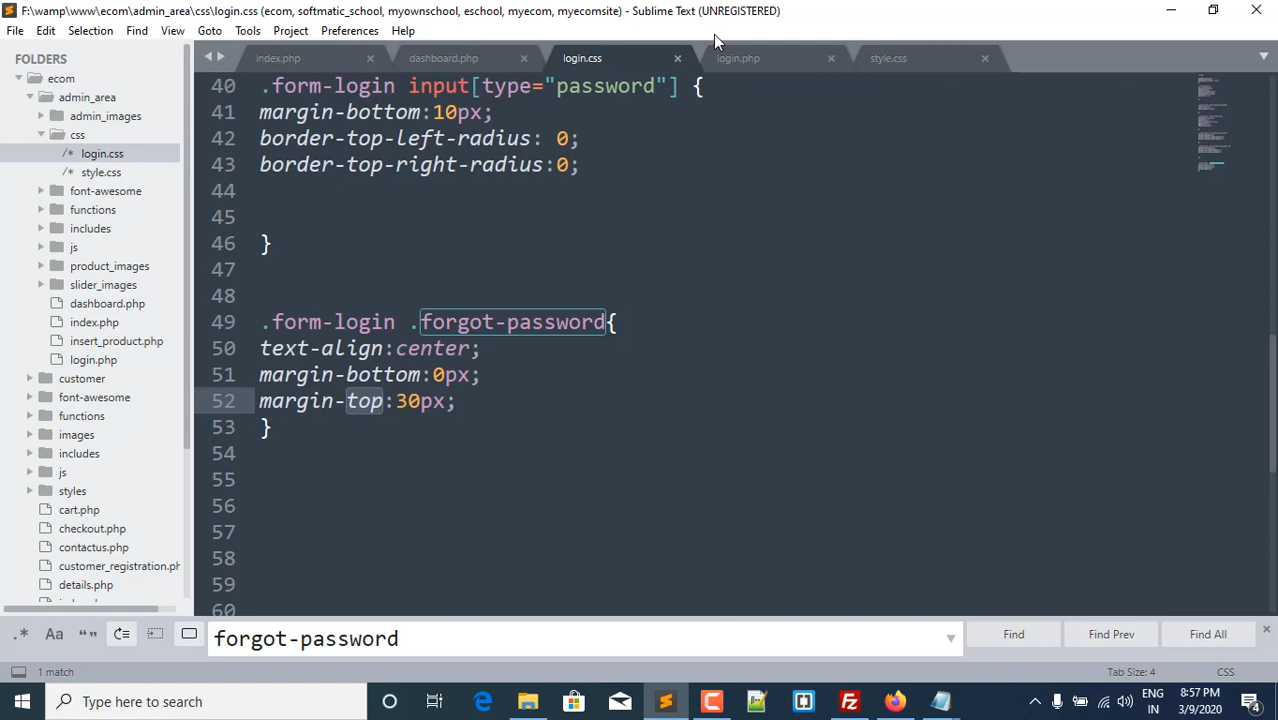 F:\wamp\www\ecom\admin_area\css\login.css (ecom, softmatic_school, myownschool, eschool, myecom, myecomsite) - Sublime Text (UNREGISTERED)
File Edit Selection Find View Goto Tools Project Preferences Help
FOLDERS
ecom
admin_area
admin_images
css
login.css
style.css
font-awesome
functions
includes
js
product_images
slider_images
dashboard.php
index.php
insert_product.php
login.php
customer
font-awesome
functions
images
includes
js
styles
cart.php
checkout.php
contactus.php
customer_registration.ph
details.php
index.php dashboard.php login.css login.php style.css
40 .form-login input[type="password"] {
41 margin-bottom:10px;
42 border-top-left-radius: 0;
43 border-top-right-radius:0;
44
45
46 }
47
48
49 .form-login .forgot-password{
50 text-align:center;
51 margin-bottom:0px;
52 margin-top:30px;
53 }
54
55
56
57
58
59
60
.* Aa “” forgot-password Find Find Prev Find All
1 match Tab Size: 4 CSS
Type here to search
ENG
IN
8:57 PM
3/9/2020
4